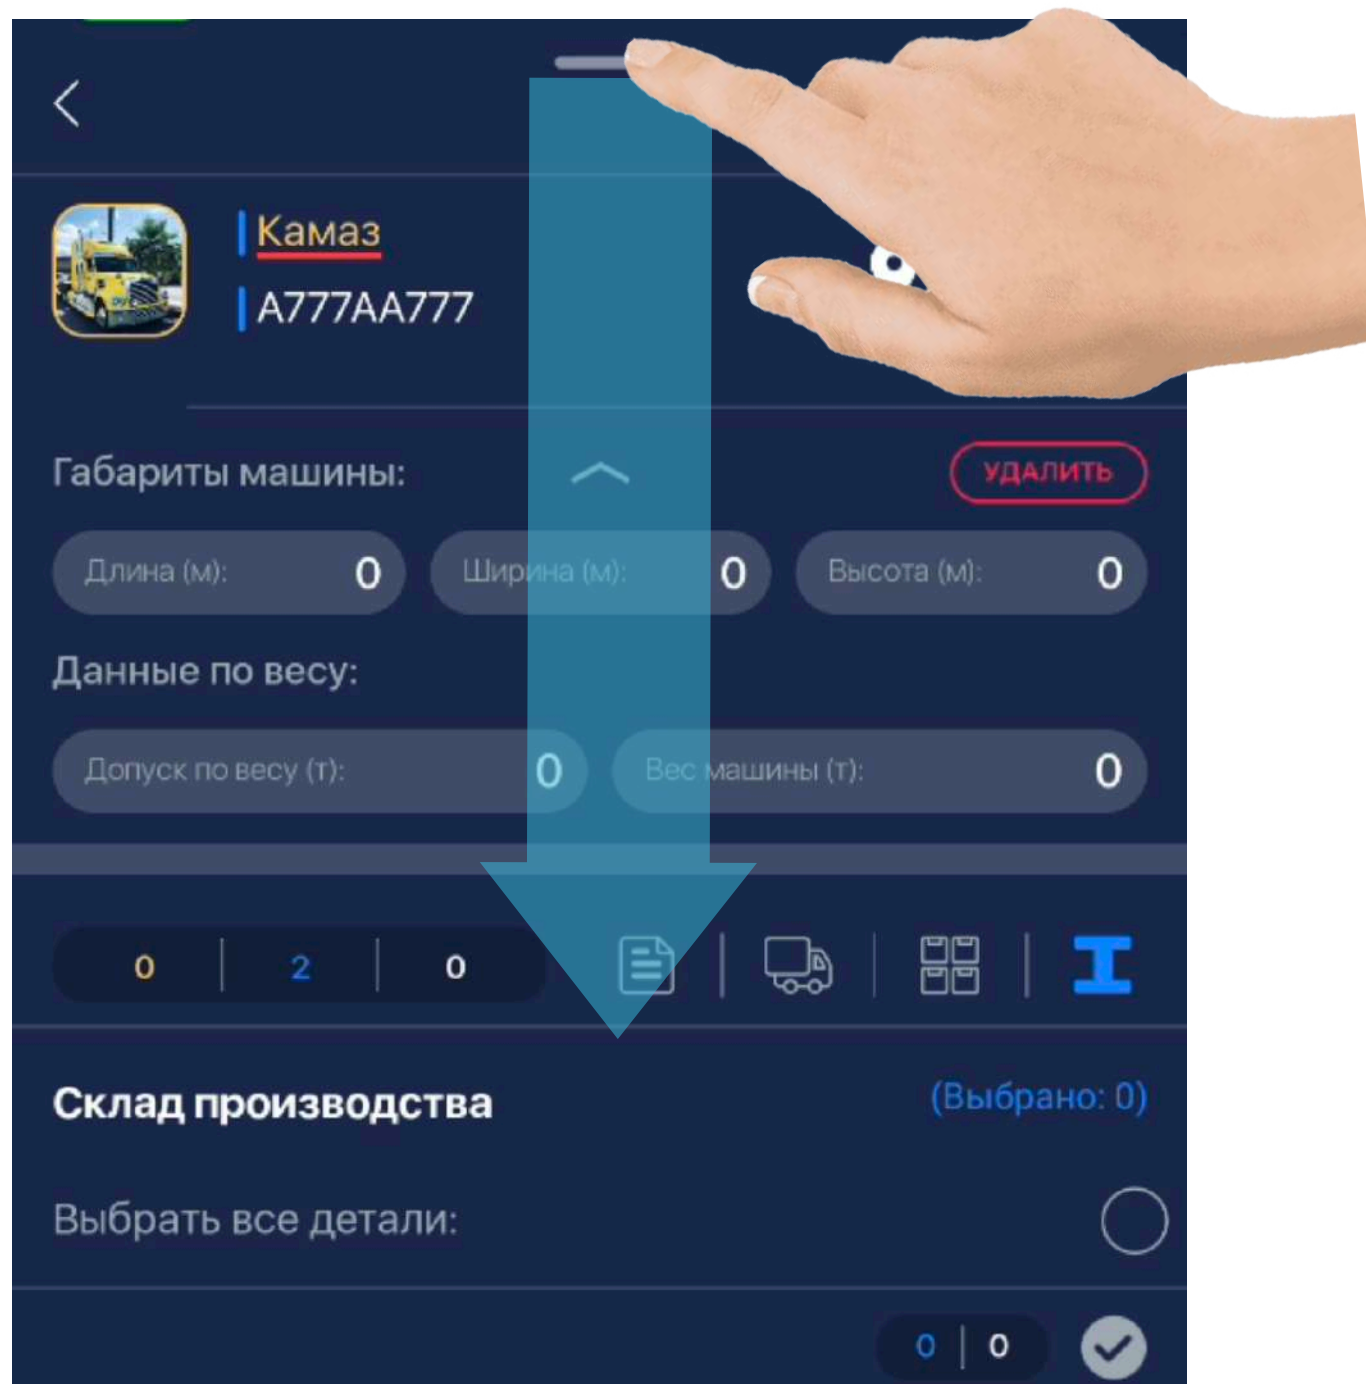 Камаз
А777АА777
Габариты машины:
УДАЛИТЬ
Длина (м): 0
Ширина (м): 0
Высота (м): 0
Данные по весу:
Допуск по весу (т): 0
Вес машины (т): 0
0 | 2 | 0
Склад производства
(Выбрано: 0)
Выбрать все детали:
0 | 0